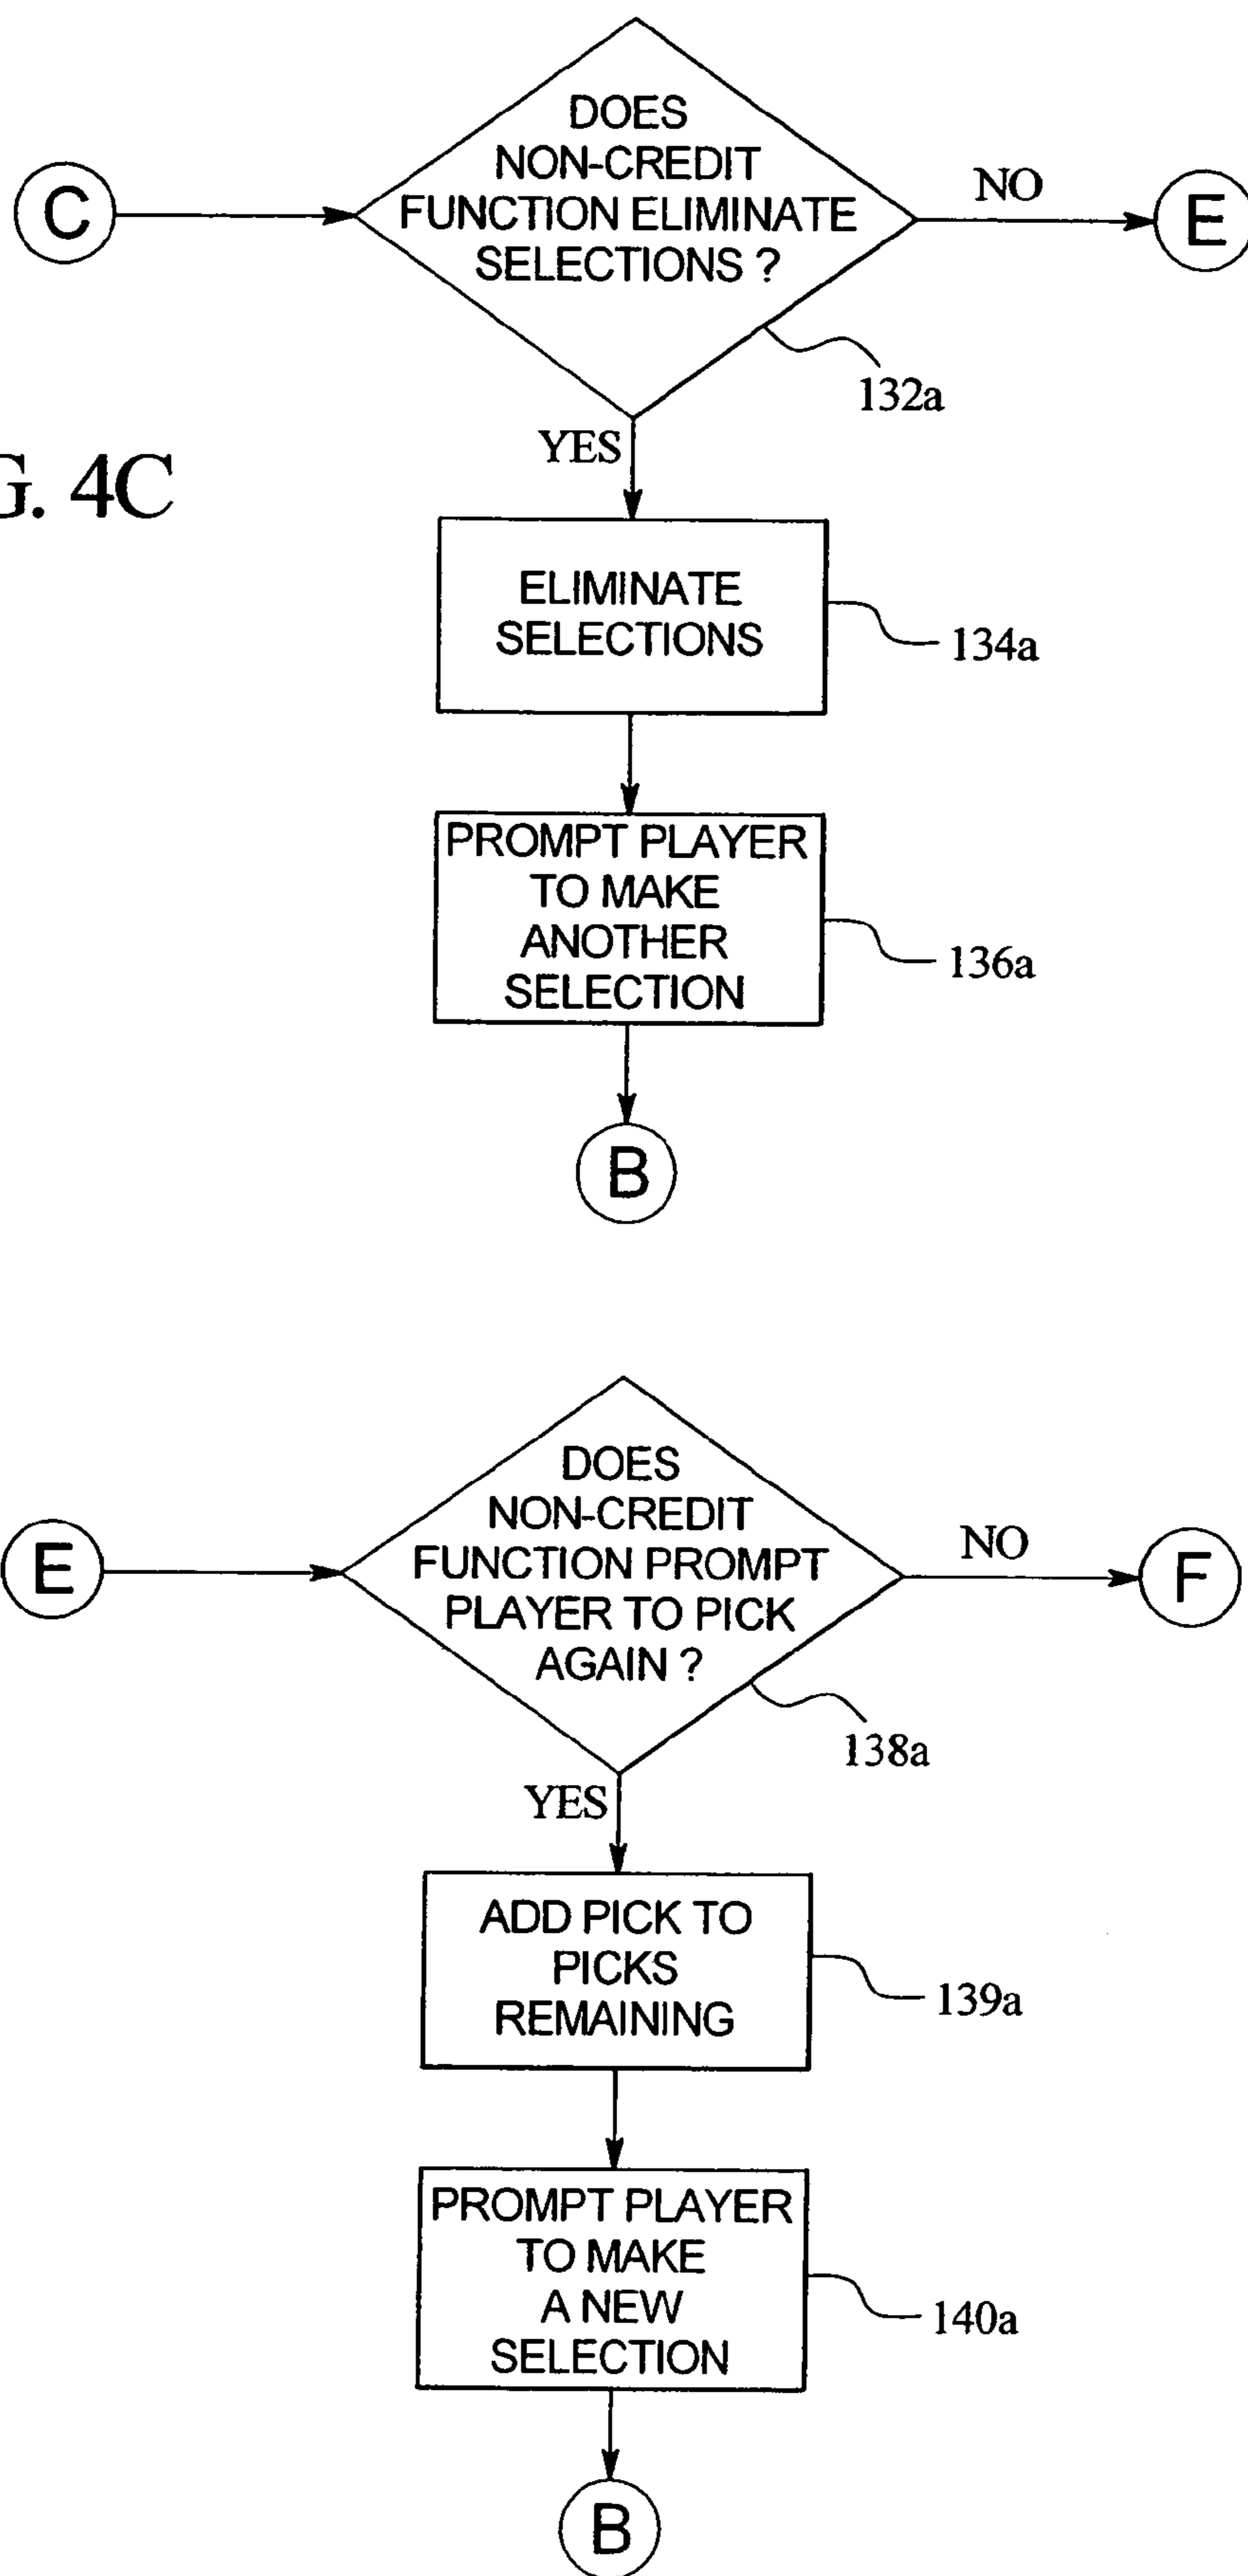 DOES
NON-CREDIT
FUNCTION ELIMINATE
SELECTIONS ?
C
NO
E
132a
YES
G. 4C
ELIMINATE
SELECTIONS
134a
PROMPT PLAYER
TO MAKE
ANOTHER
SELECTION
136a
B
DOES
NON-CREDIT
FUNCTION PROMPT
PLAYER TO PICK
AGAIN ?
E
NO
F
138a
YES
ADD PICK TO
PICKS
REMAINING
139a
PROMPT PLAYER
TO MAKE
A NEW
SELECTION
140a
B